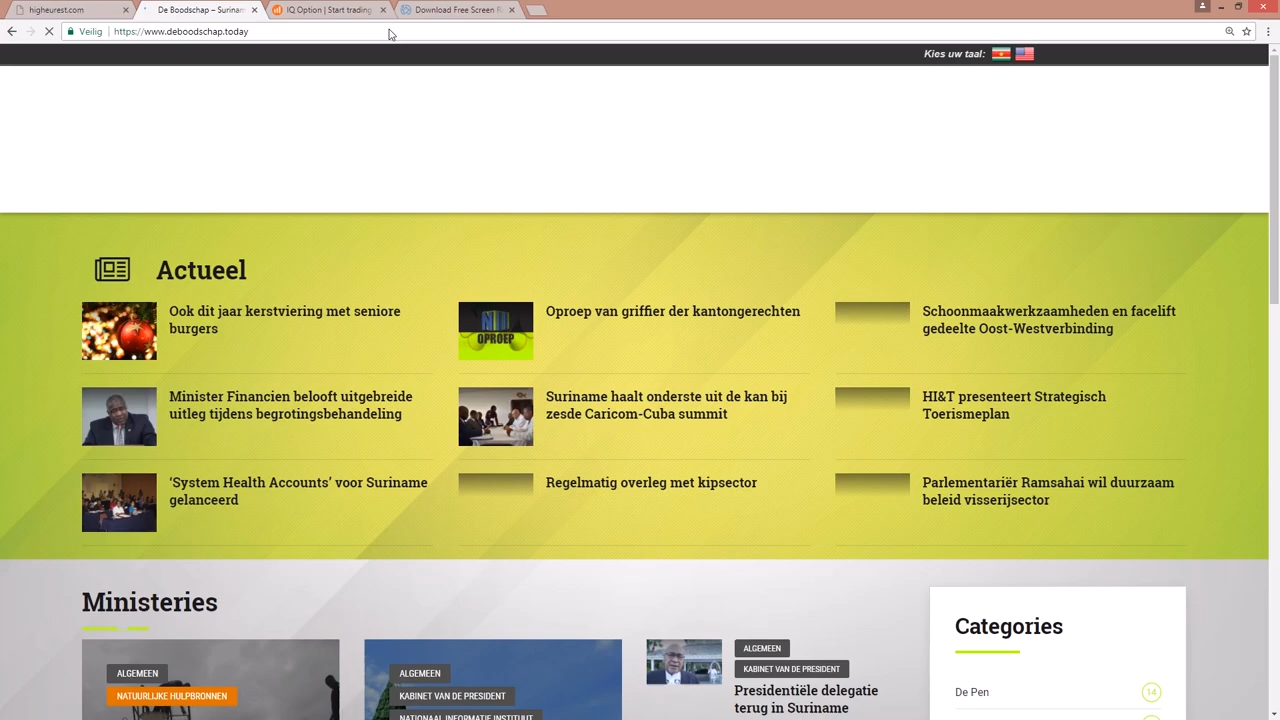 higheurest.com
De Boodschap – Surinam
IQ Option | Start trading
Download Free Screen R
Veilig
https://www.deboodschap.today
Kies uw taal:
Actueel
Ook dit jaar kerstviering met seniore
burgers
OPROEP
Oproep van griffier der kantongerechten
Schoonmaakwerkzaamheden en facelift
gedeelte Oost-Westverbinding
Minister Financien belooft uitgebreide
uitleg tijdens begrotingsbehandeling
Suriname haalt onderste uit de kan bij
zesde Caricom-Cuba summit
HI&T presenteert Strategisch
Toerismeplan
‘System Health Accounts’ voor Suriname
gelanceerd
Regelmatig overleg met kipsector
Parlementariër Ramsahai wil duurzaam
beleid visserijsector
Ministeries
ALGEMEEN
NATUURLIJKE HULPBRONNEN
ALGEMEEN
KABINET VAN DE PRESIDENT
NATIONAAL INFORMATIE INSTITUUT
ALGEMEEN
KABINET VAN DE PRESIDENT
Presidentiële delegatie
terug in Suriname
Categories
De Pen
14